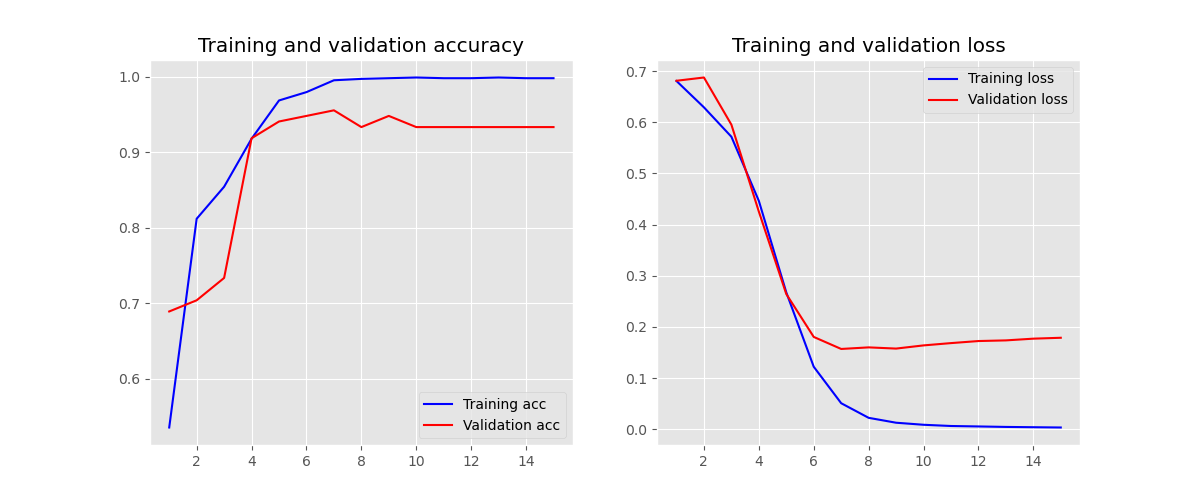 Training and validation accuracy
1.0
0.9
0.8
0.7
0.6
2 4 6 8 10 12 14
Training acc
Validation acc
Training and validation loss
0.7
0.6
0.5
0.4
0.3
0.2
0.1
0.0
2 4 6 8 10 12 14
Training loss
Validation loss